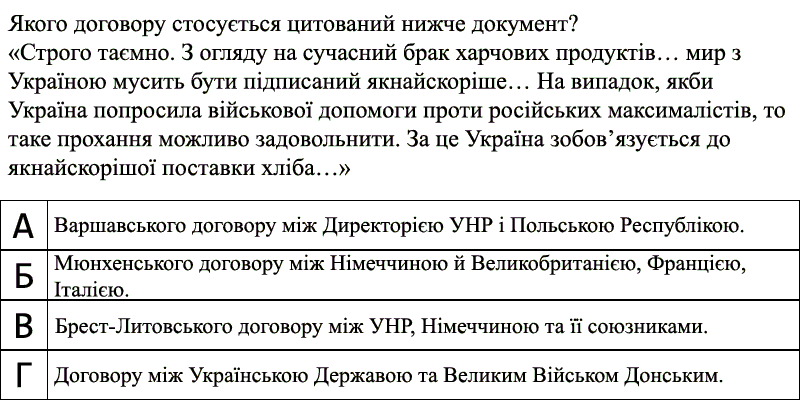 Якого договору стосується цитований нижче документ?
«Строго таємно. З огляду на сучасний брак харчових продуктів… мир з
Україною мусить бути підписаний якнайскоріше… На випадок, якби
Україна попросила військової допомоги проти російських максималістів, то
таке прохання можливо задовольнити. За це Україна зобов’язується до
якнайскорішої поставки хліба…»
А Варшавського договору між Директорією УНР і Польською Республікою.
Б Мюнхенського договору між Німеччиною й Великобританією, Францією,
Італією.
В Брест-Литовського договору між УНР, Німеччиною та її союзниками.
Г Договору між Українською Державою та Великим Військом Донським.